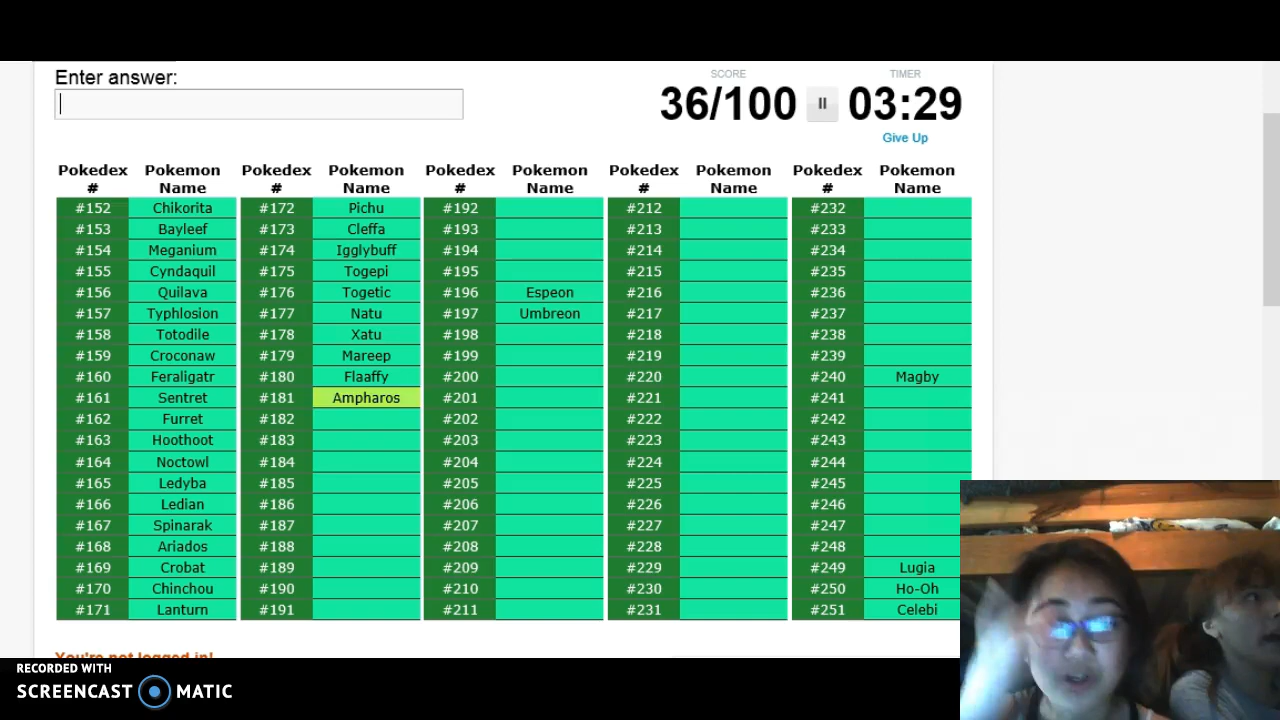 Enter answer:
SCORE
TIMER
36/100
03:29
Give Up
Pokedex # Pokemon Name Pokedex # Pokemon Name Pokedex # Pokemon Name Pokedex # Pokemon Name Pokedex # Pokemon Name
#152 Chikorita #172 Pichu #192 #212 #232
#153 Bayleef #173 Cleffa #193 #213 #233
#154 Meganium #174 Igglybuff #194 #214 #234
#155 Cyndaquil #175 Togepi #195 #215 #235
#156 Quilava #176 Togetic #196 Espeon #216 #236
#157 Typhlosion #177 Natu #197 Umbreon #217 #237
#158 Totodile #178 Xatu #198 #218 #238
#159 Croconaw #179 Mareep #199 #219 #239
#160 Feraligatr #180 Flaaffy #200 #220 #240 Magby
#161 Sentret #181 Ampharos #201 #221 #241
#162 Furret #182 #202 #222 #242
#163 Hoothoot #183 #203 #223 #243
#164 Noctowl #184 #204 #224 #244
#165 Ledyba #185 #205 #225 #245
#166 Ledian #186 #206 #226 #246
#167 Spinarak #187 #207 #227 #247
#168 Ariados #188 #208 #228 #248
#169 Crobat #189 #209 #229 #249 Lugia
#170 Chinchou #190 #210 #230 #250 Ho-Oh
#171 Lanturn #191 #211 #231 #251 Celebi
You're not logged in!
RECORDED WITH
SCREENCAST MATIC